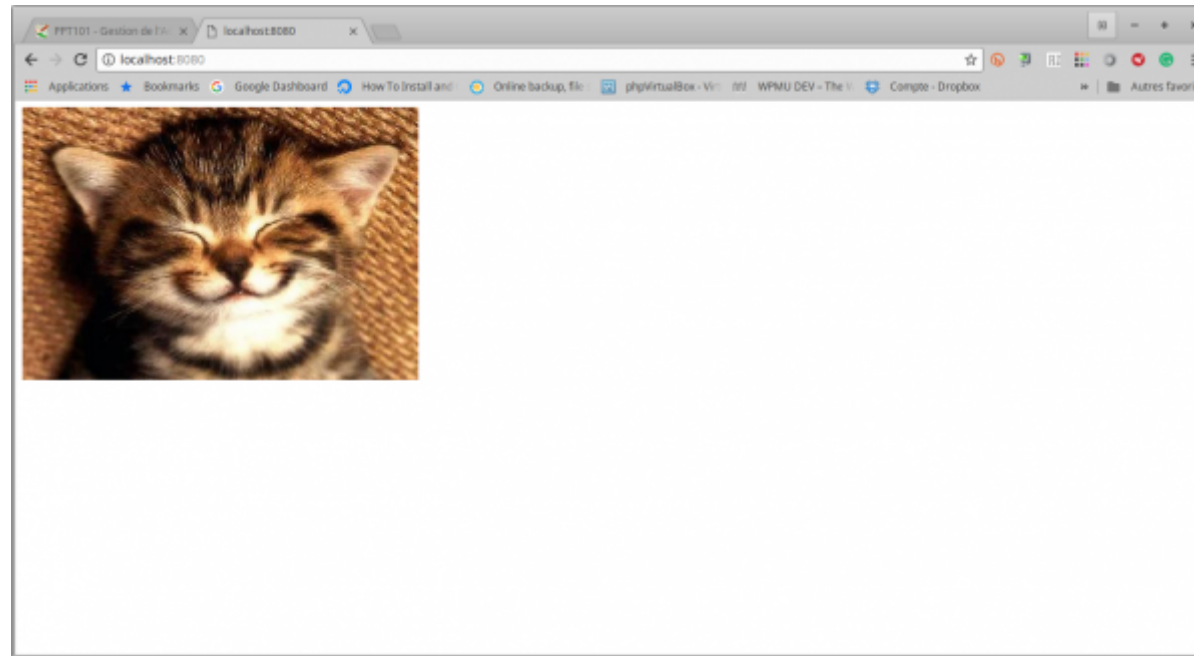 - Gestion de l'A
localhost:8080
localhost:8080
Applications Bookmarks Google Dashboard How To Install and Online backup, file phpVirtualBox - Vir WPMU DEV - The Compte - Dropbox Autres favori